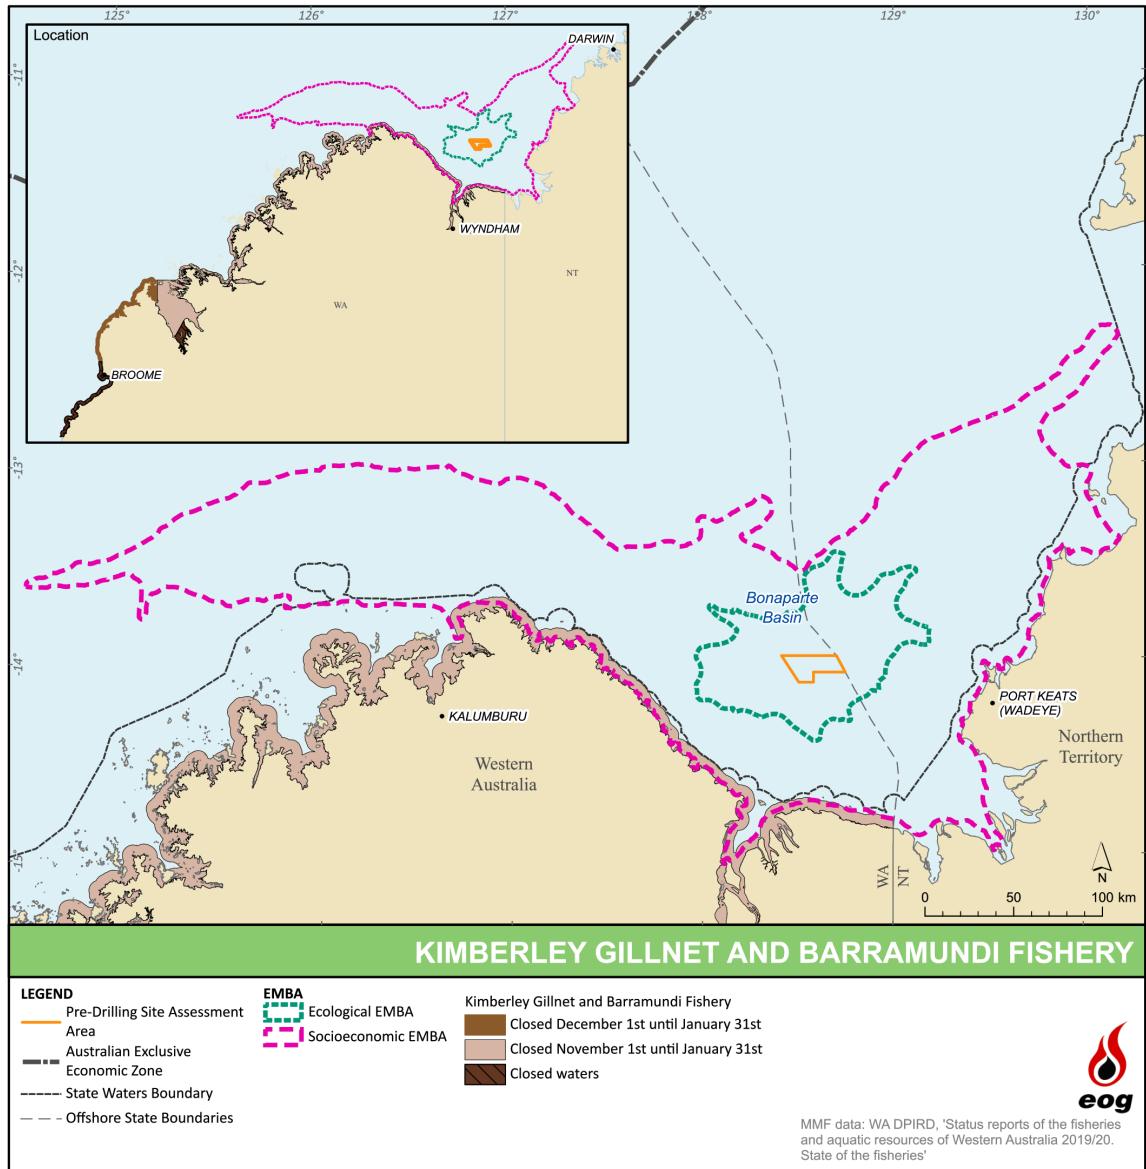 125°
126°
127°
128°
129°
130°
Location
DARWIN
-11°
WYNDHAM
-12°
NT
WA
BROOME
-13°
Bonaparte
Basin
-14°
KALUMBURU
PORT KEATS
(WADEYE)
Northern
Territory
Western
Australia
-15°
WA
NT
N
0 50 100 km
KIMBERLEY GILLNET AND BARRAMUNDI FISHERY
LEGEND
Pre-Drilling Site Assessment
Area
Australian Exclusive
Economic Zone
State Waters Boundary
Offshore State Boundaries
EMBA
Ecological EMBA
Socioeconomic EMBA
Kimberley Gillnet and Barramundi Fishery
Closed December 1st until January 31st
Closed November 1st until January 31st
Closed waters
eog
MMF data: WA DPIRD, 'Status reports of the fisheries
and aquatic resources of Western Australia 2019/20.
State of the fisheries'